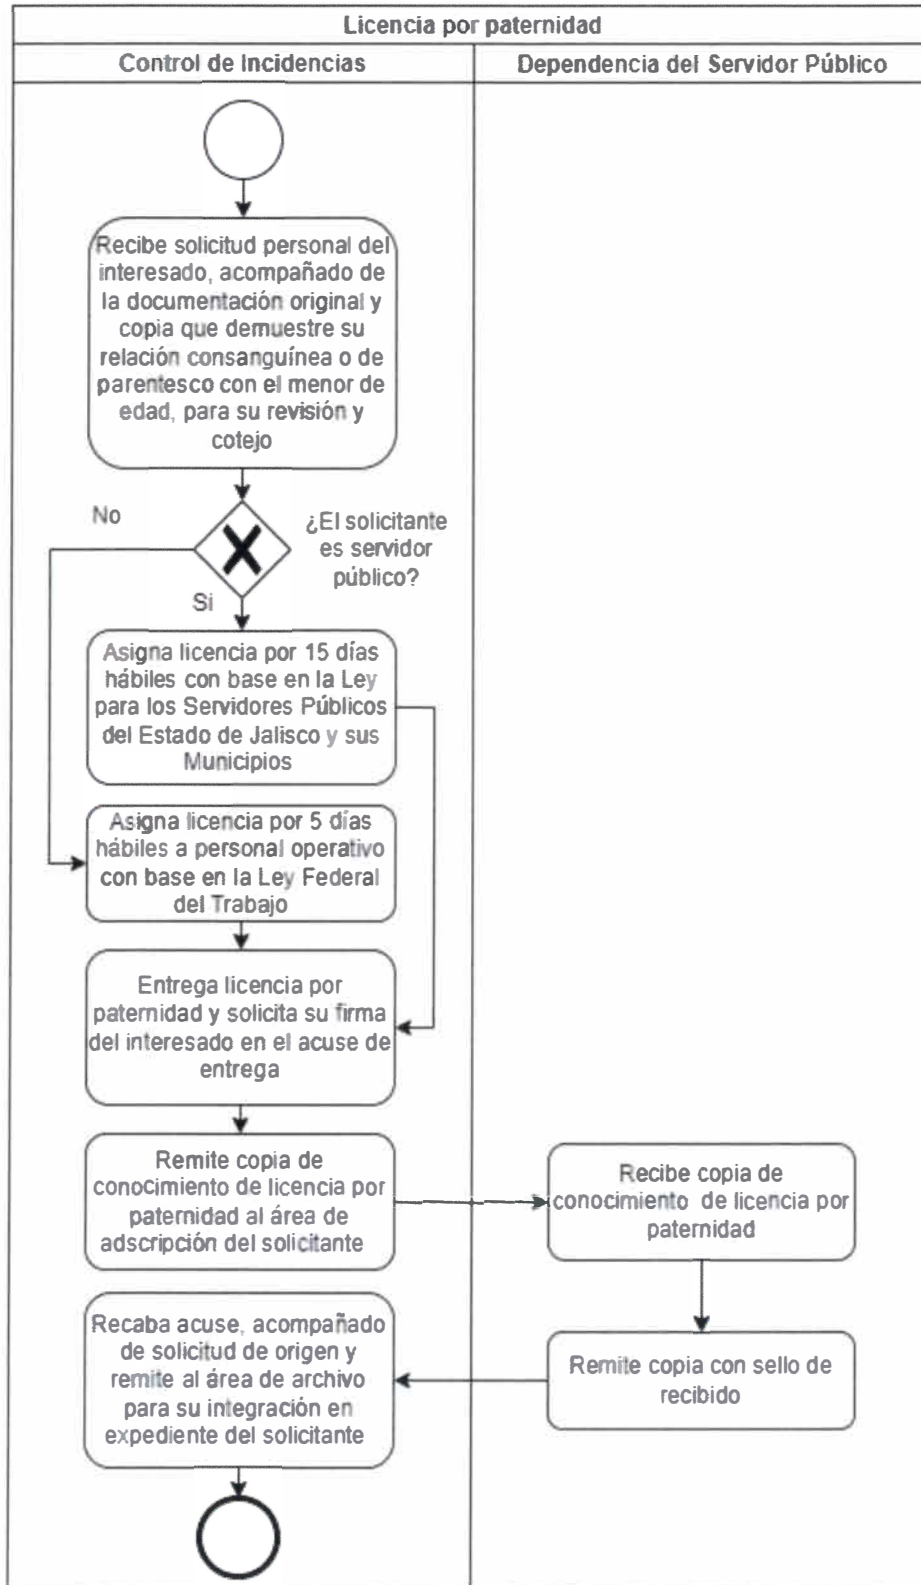 Licencia por paternidad
Control de Incidencias
Dependencia del Servidor Público
Recibe solicitud personal del
interesado, acompañado de
la documentación original y
copia que demuestre su
relación consanguínea o de
parentesco con el menor de
edad, para su revisión y
cotejo
No
¿El solicitante
es servidor
público?
Si
Asigna licencia por 15 días
hábiles con base en la Ley
para los Servidores Públicos
del Estado de Jalisco y sus
Municipios
Asigna licencia por 5 días
hábiles a personal operativo
con base en la Ley Federal
del Trabajo
Entrega licencia por
paternidad y solicita su firma
del interesado en el acuse de
entrega
Remite copia de
conocimiento de licencia por
paternidad al área de
adscripción del solicitante
Recibe copia de
conocimiento de licencia por
paternidad
Remite copia con sello de
recibido
Recaba acuse, acompañado
de solicitud de origen y
remite al área de archivo
para su integración en
expediente del solicitante